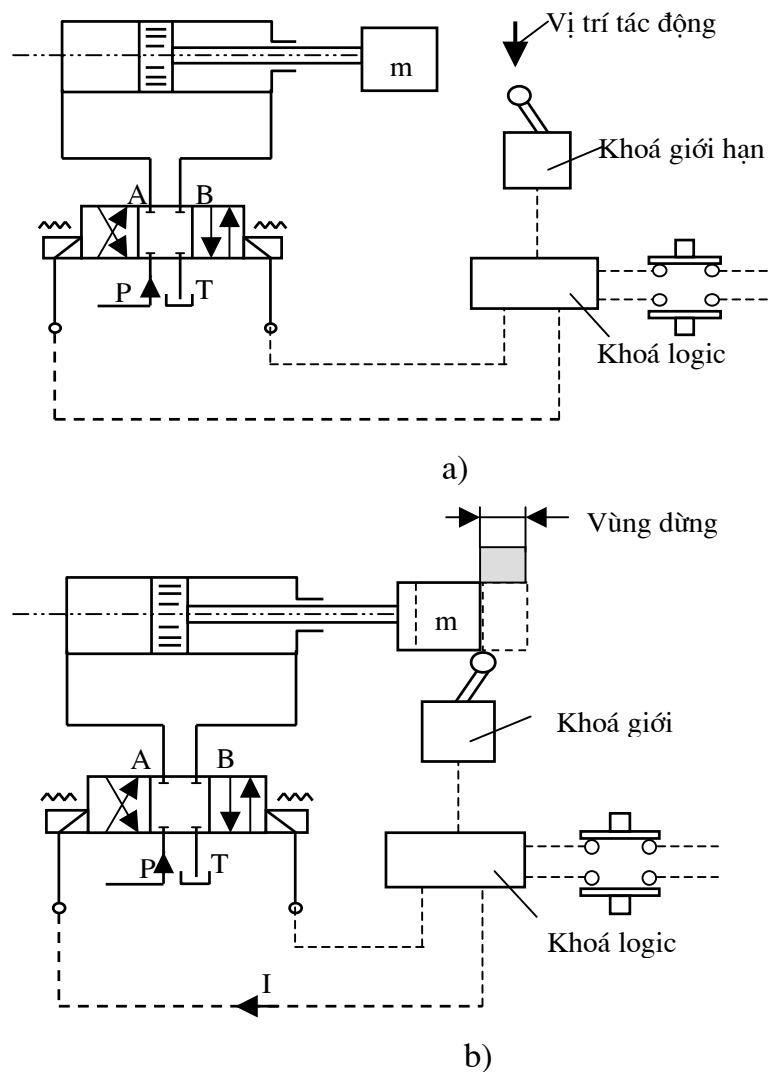 Vị trí tác động
m
Khoá giới hạn
A
B
P
T
Khoá logic
a)
Vùng dừng
m
Khoá giới
A
B
P
T
Khoá logic
I
b)